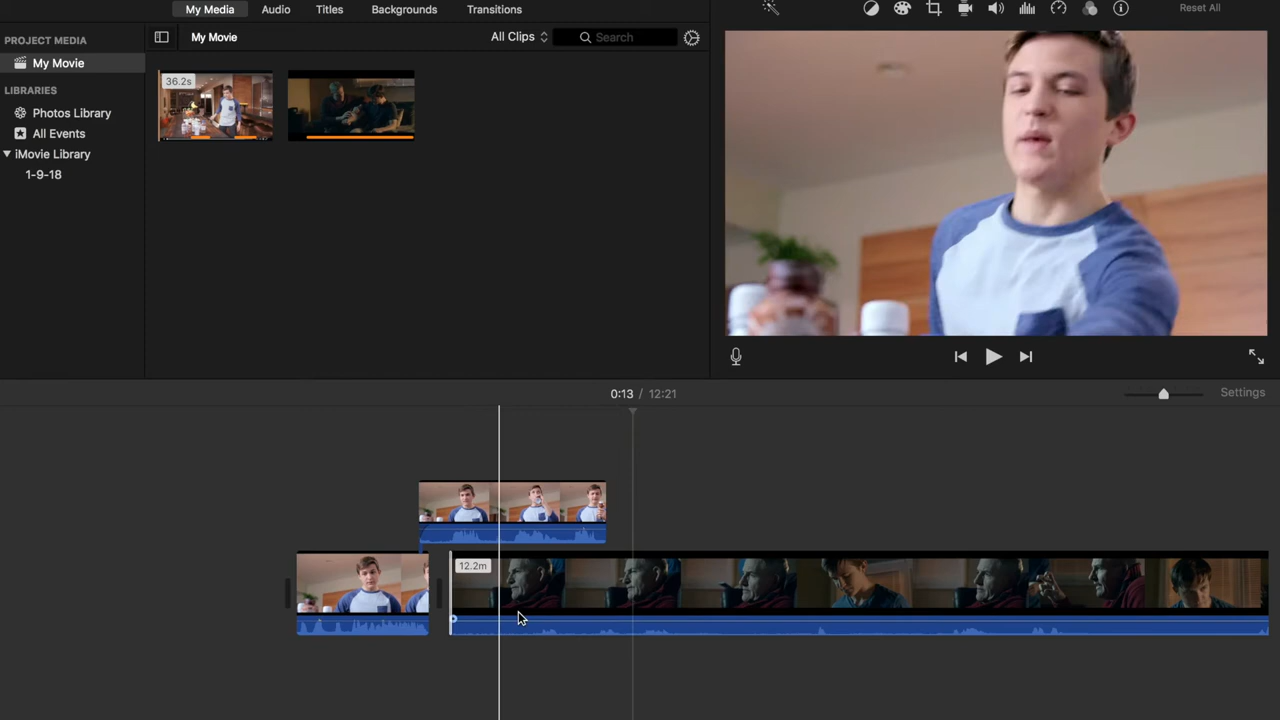 My Media Audio Titles Backgrounds Transitions
Reset All
PROJECT MEDIA
My Movie
LIBRARIES
Photos Library
All Events
iMovie Library
1-9-18
My Movie
All Clips
Search
36.2s
0:13 / 12:21
Settings
12.2m